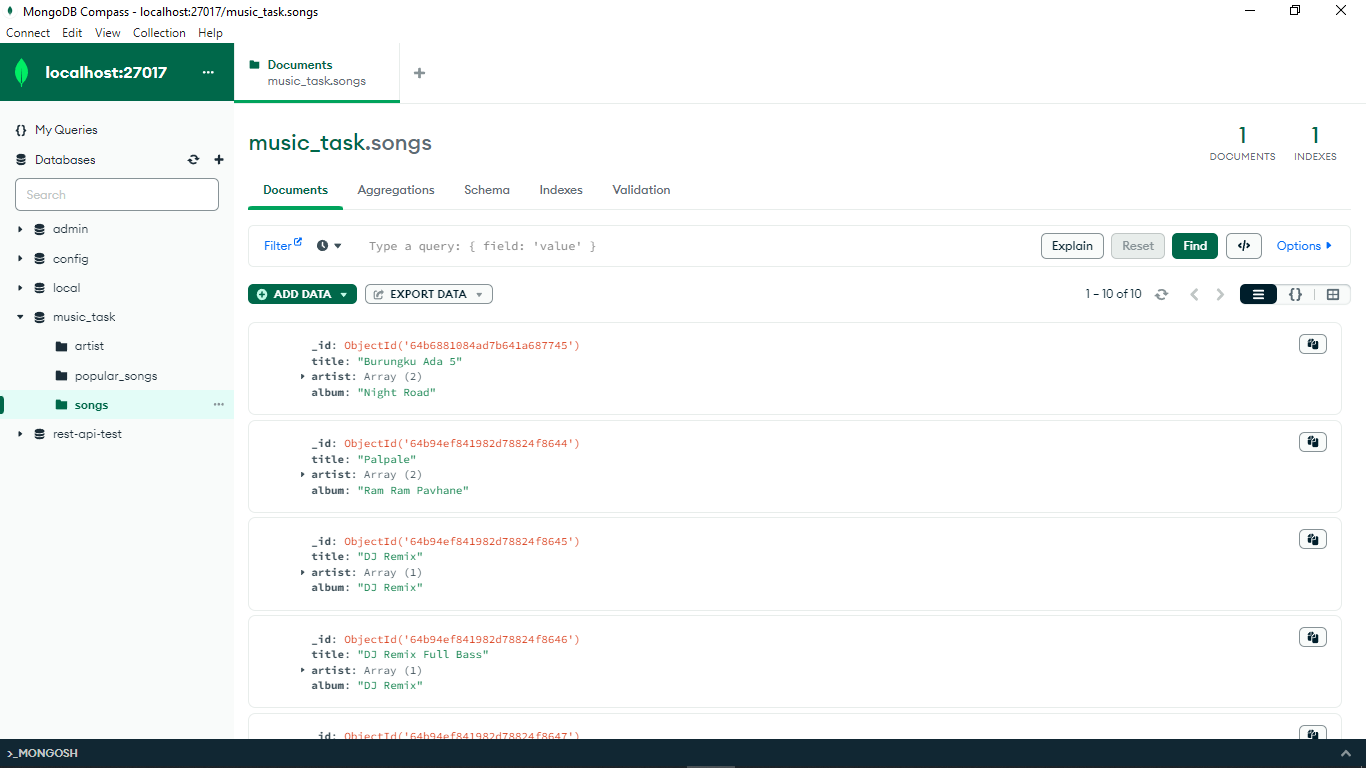 MongoDB Compass - localhost:27017/music_task.songs
Connect Edit View Collection Help
localhost:27017 ...
Documents
music_task.songs
+
{} My Queries
Databases
Search
admin
config
local
music_task
artist
popular_songs
songs ...
rest-api-test
music_task.songs
1 DOCUMENTS
1 INDEXES
Documents Aggregations Schema Indexes Validation
Filter Type a query: { field: 'value' } Explain Reset Find </> Options
ADD DATA EXPORT DATA 1 – 10 of 10 {}
_id: ObjectId('64b6881084ad7b641a687745')
title: "Burungku Ada 5"
artist: Array (2)
album: "Night Road"
_id: ObjectId('64b94ef841982d78824f8644')
title: "Palpale"
artist: Array (2)
album: "Ram Ram Pavhane"
_id: ObjectId('64b94ef841982d78824f8645')
title: "DJ Remix"
artist: Array (1)
album: "DJ Remix"
_id: ObjectId('64b94ef841982d78824f8646')
title: "DJ Remix Full Bass"
artist: Array (1)
album: "DJ Remix"
_id: ObjectId('64b94ef841982d78824f8647')
>_MONGOSH